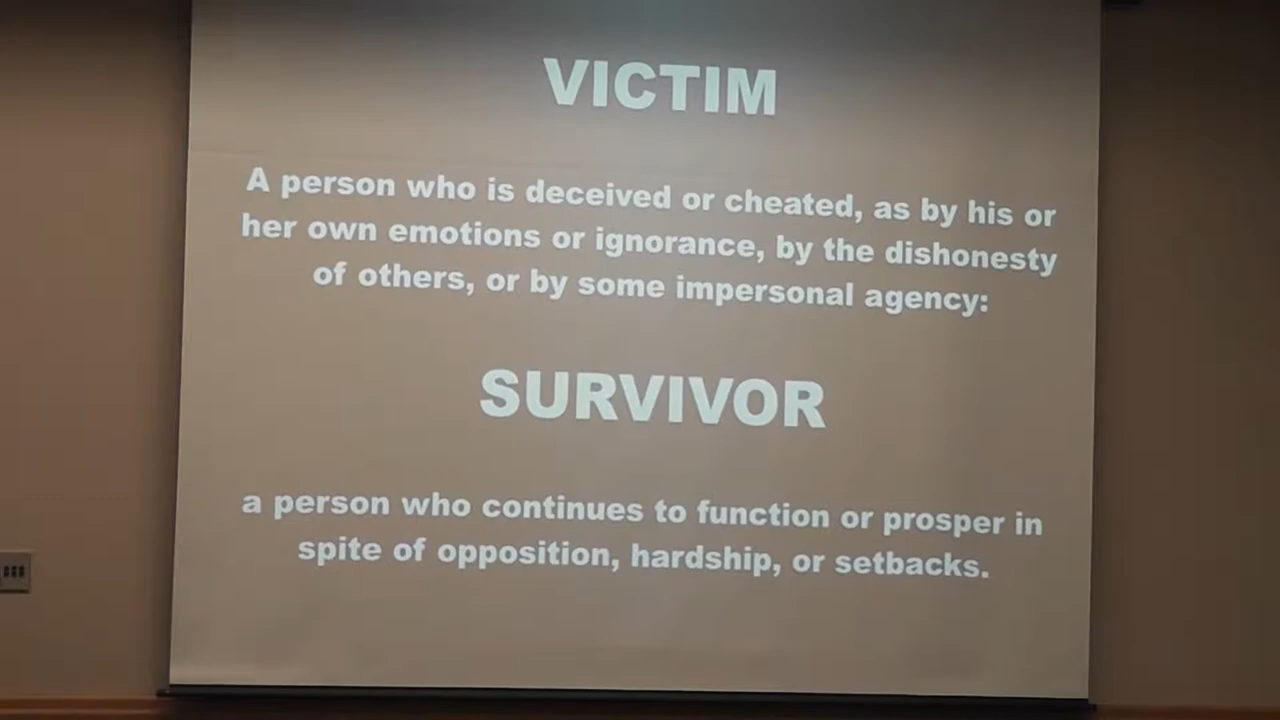 VICTIM
A person who is deceived or cheated, as by his or
her own emotions or ignorance, by the dishonesty
of others, or by some impersonal agency:
SURVIVOR
a person who continues to function or prosper in
spite of opposition, hardship, or setbacks.